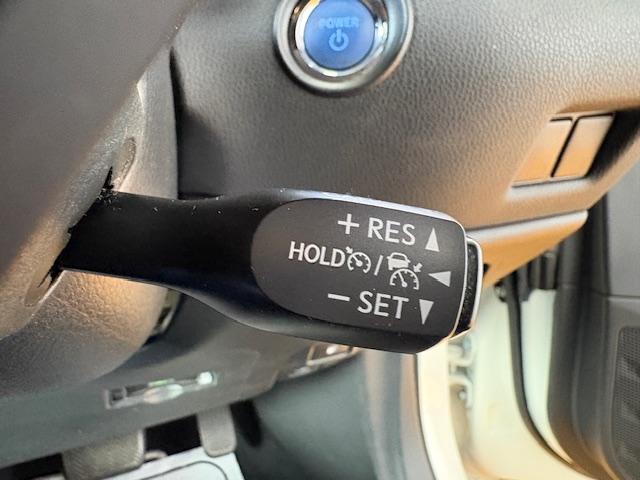 POWER
+ RES ▲
HOLD / ◀
− SET ▼